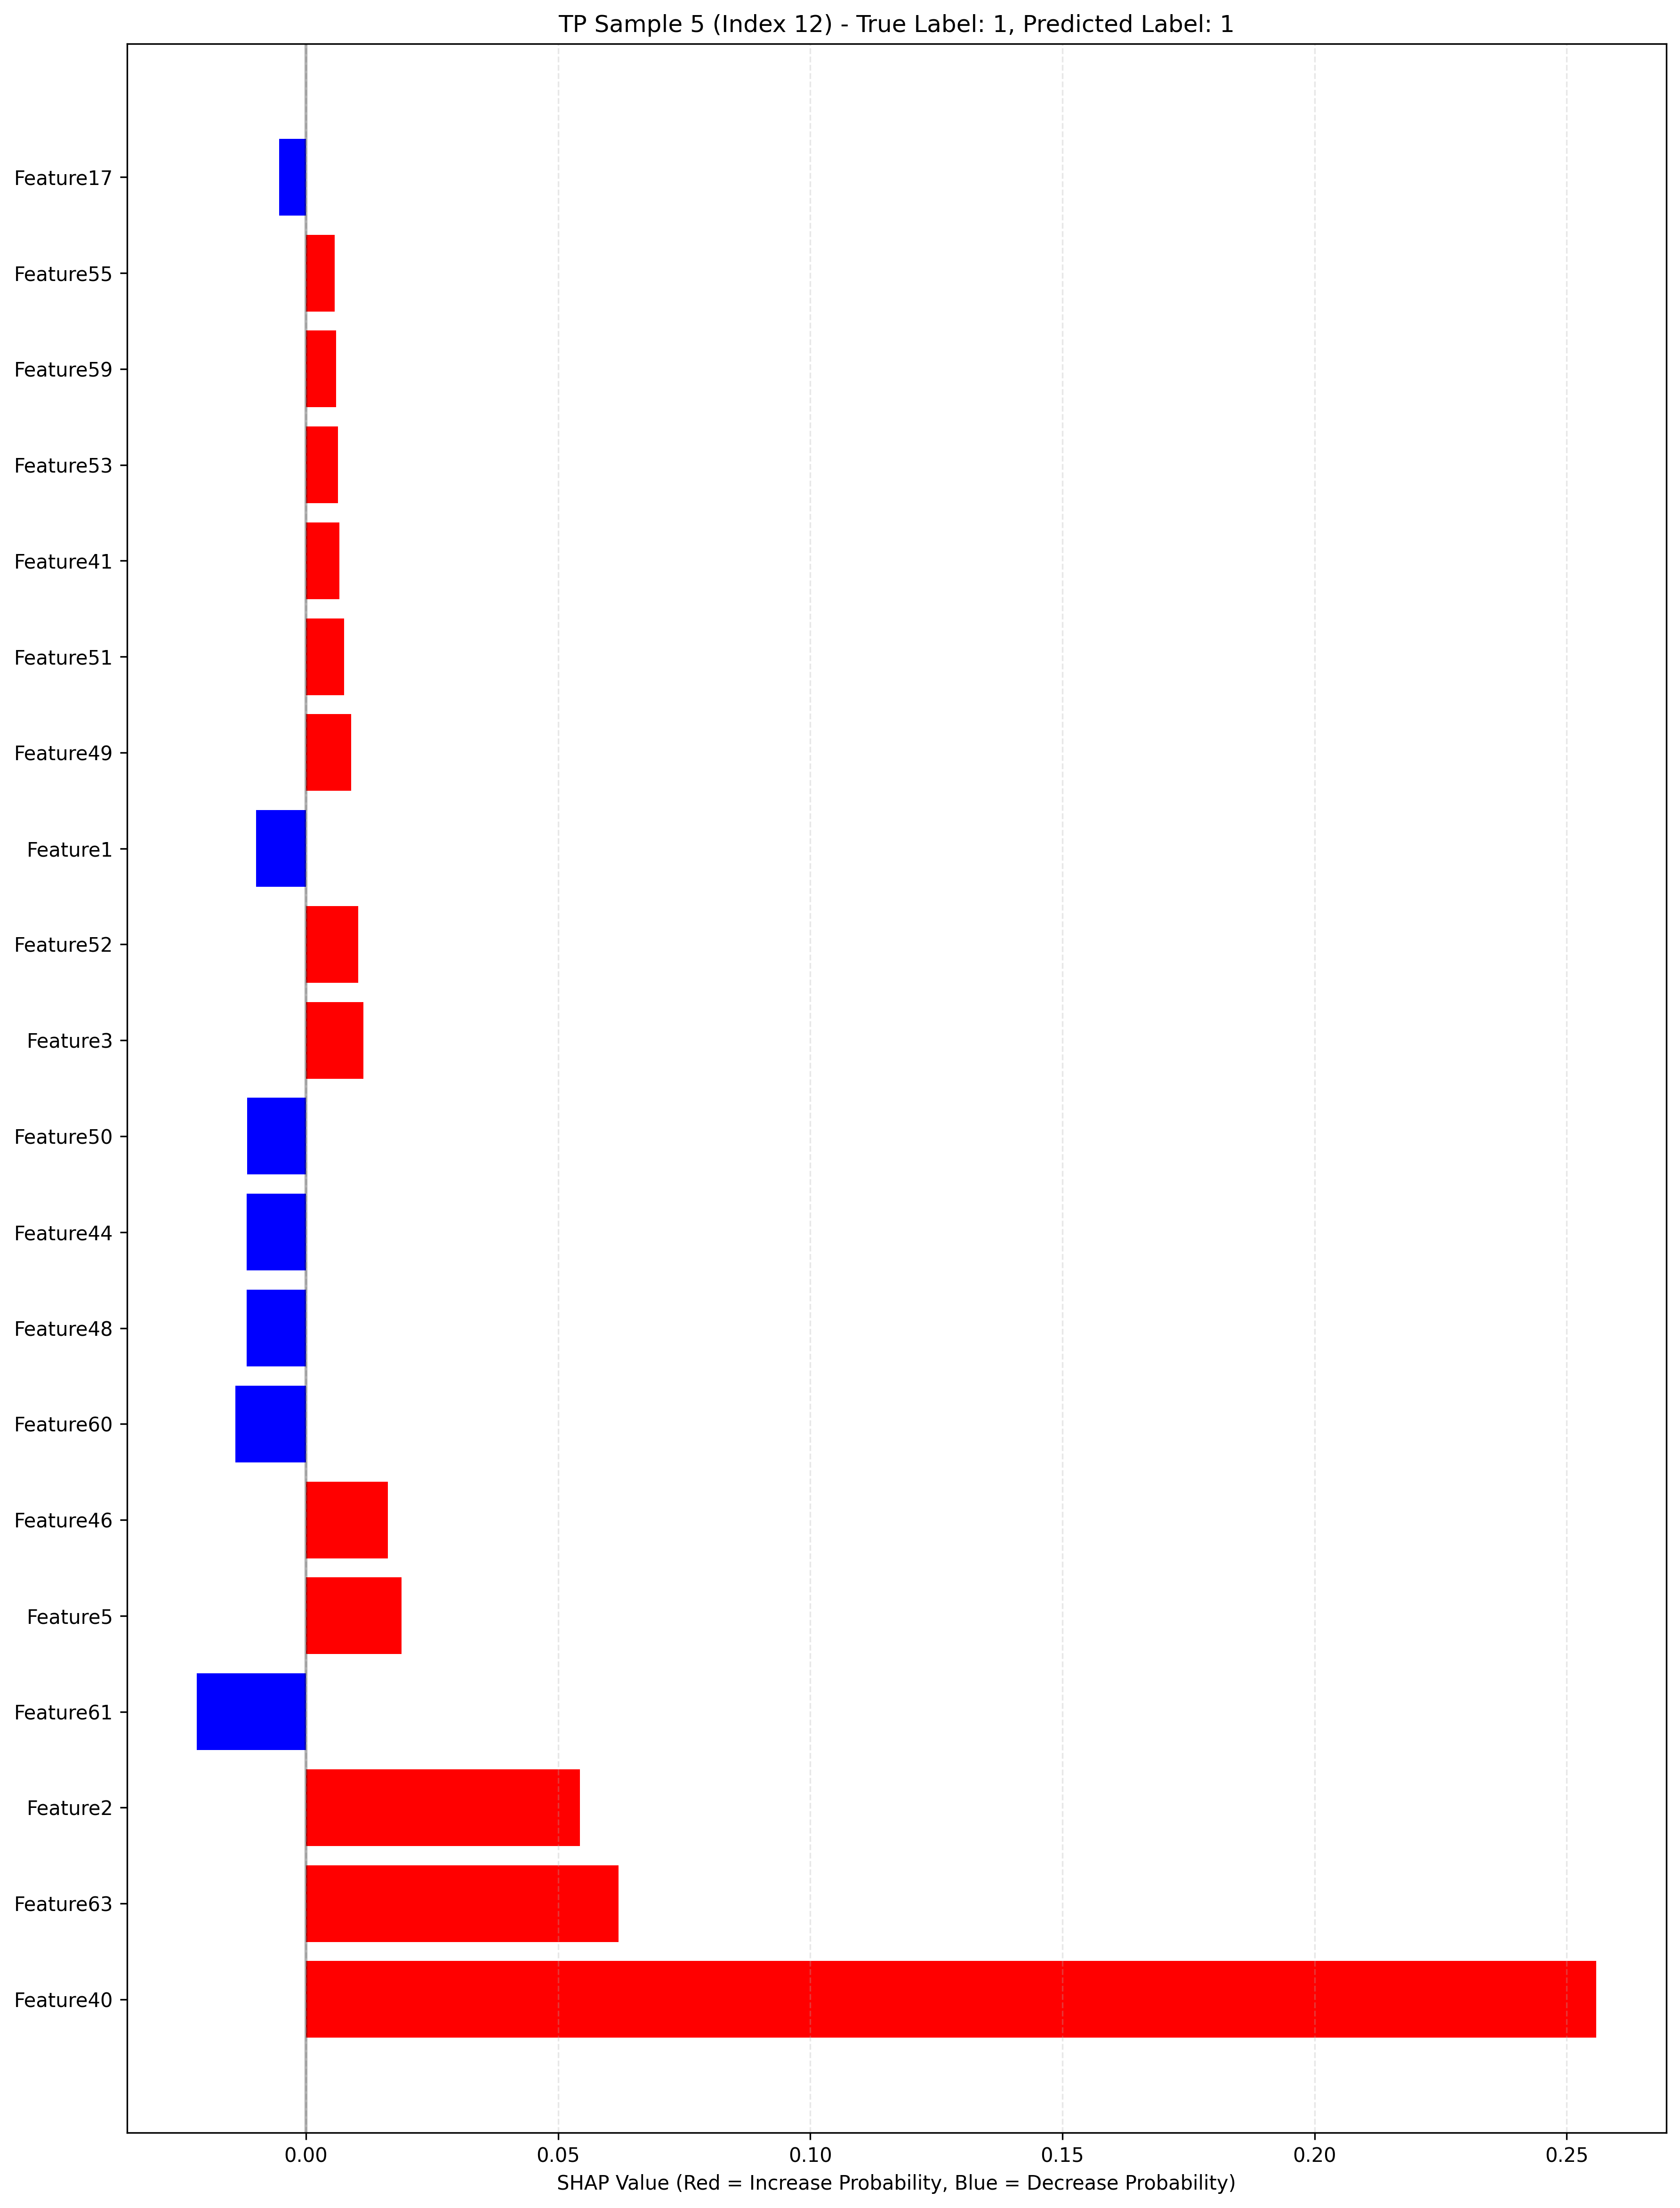 TP Sample 5 (Index 12) - True Label: 1, Predicted Label: 1
Feature17
Feature55
Feature59
Feature53
Feature41
Feature51
Feature49
Feature1
Feature52
Feature3
Feature50
Feature44
Feature48
Feature60
Feature46
Feature5
Feature61
Feature2
Feature63
Feature40
0.00 0.05 0.10 0.15 0.20 0.25
SHAP Value (Red = Increase Probability, Blue = Decrease Probability)